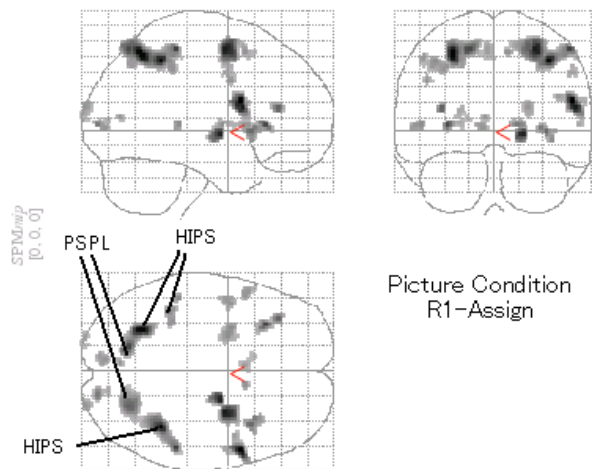 SPMmip
[0, 0, 0]
PSPL
HIPS
HIPS
Picture Condition
R1-Assign